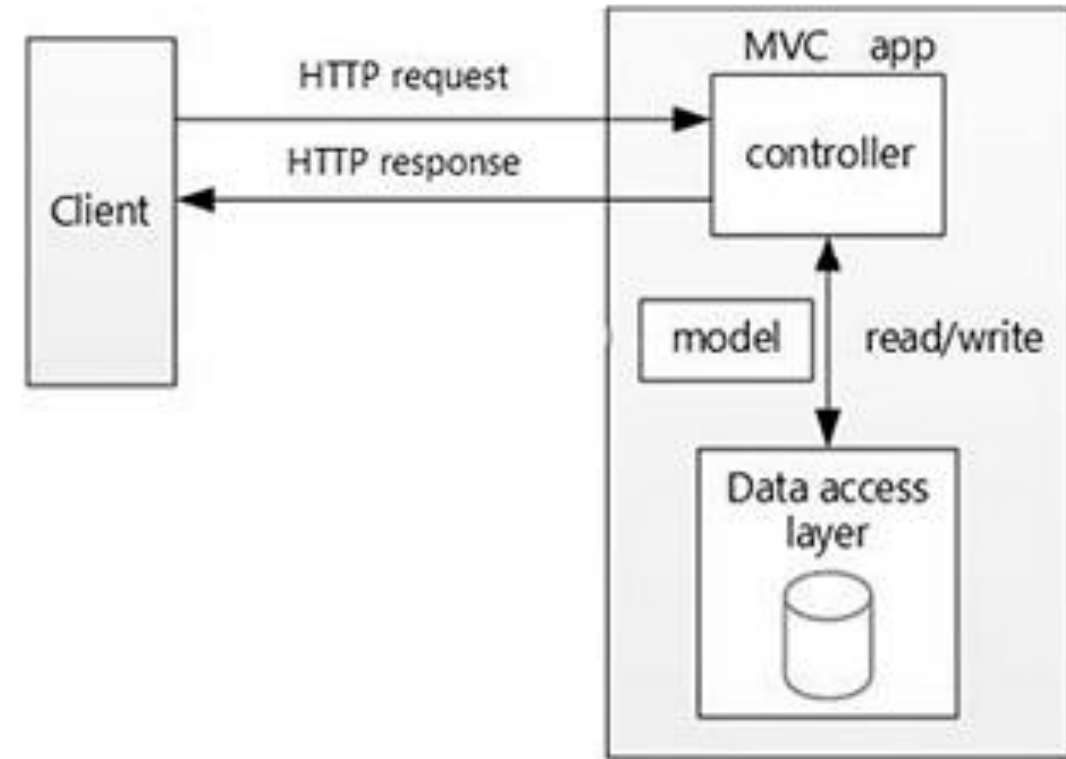 MVC app
HTTP request
controller
HTTP response
Client
model
read/write
Data access
layer